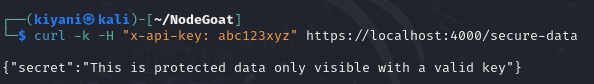 ┌──(kiyani㉿kali)-[~/NodeGoat]
└─$ curl -k -H "x-api-key: abc123xyz" https://localhost:4000/secure-data
{"secret":"This is protected data only visible with a valid key"}